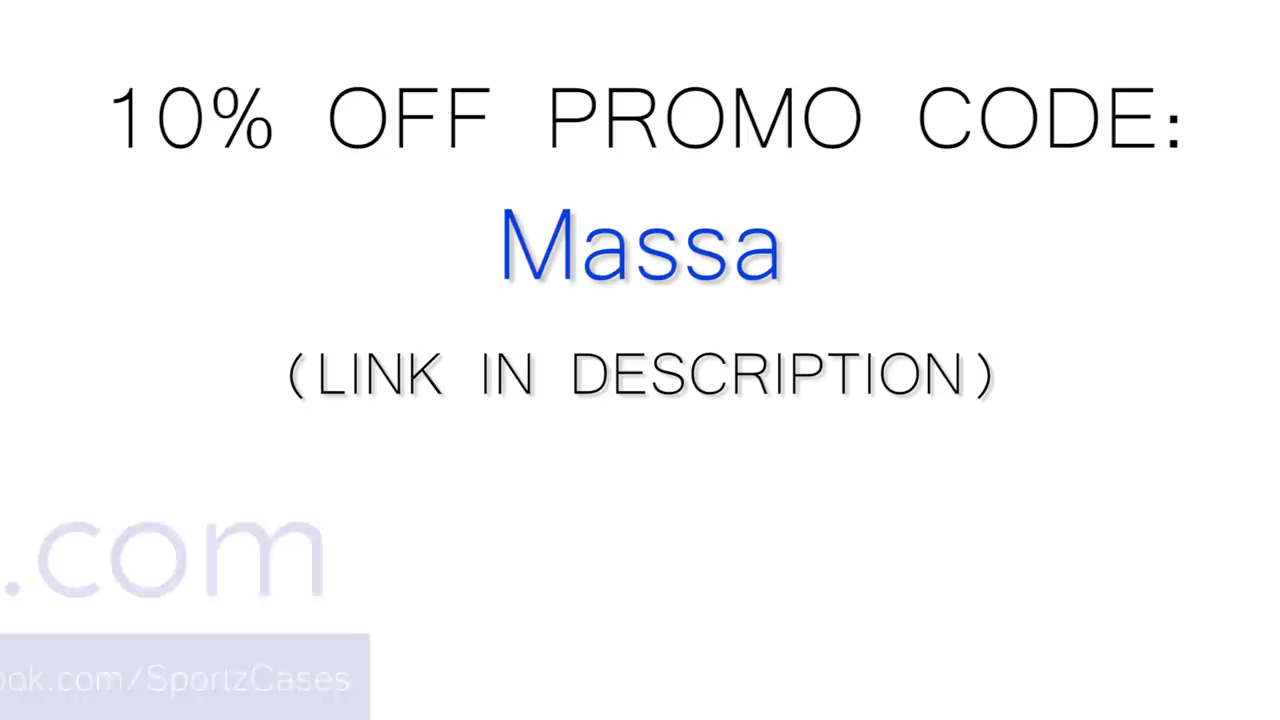 10% OFF PROMO CODE:
Massa
(LINK IN DESCRIPTION)
.com
ook.com/SportzCases